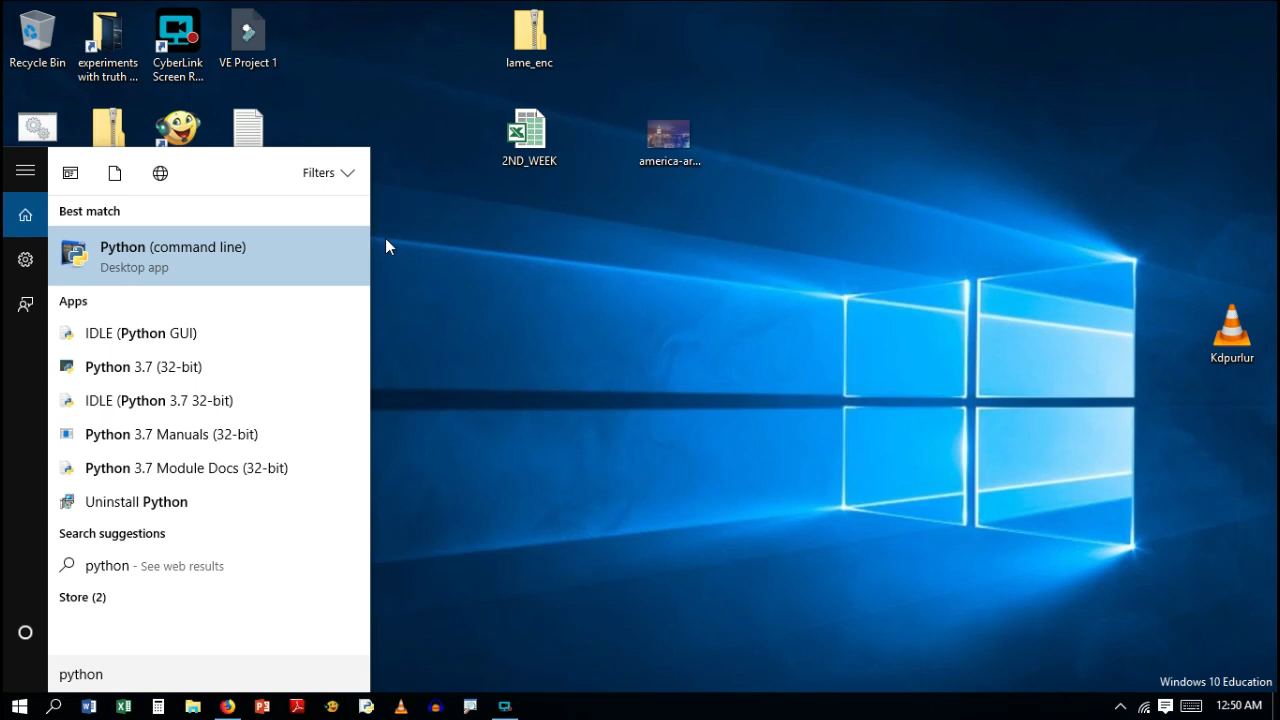 Recycle Bin
experiments
with truth ...
CyberLink
Screen R...
VE Project 1
lame_enc
2ND_WEEK
america-ar...
Filters
Best match
Python (command line)
Desktop app
Apps
IDLE (Python GUI)
Python 3.7 (32-bit)
IDLE (Python 3.7 32-bit)
Python 3.7 Manuals (32-bit)
Python 3.7 Module Docs (32-bit)
Uninstall Python
Search suggestions
python - See web results
Store (2)
python
Kdpurlur
Windows 10 Education
12:50 AM